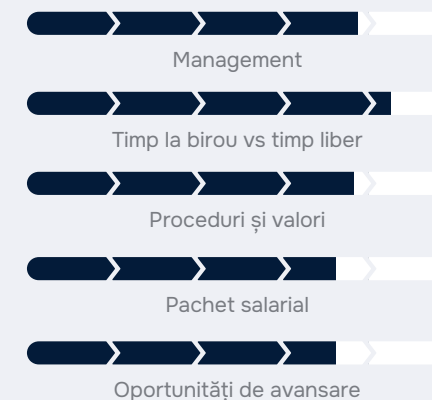 Management
Timp la birou vs timp liber
Proceduri și valori
Pachet salarial
Oportunități de avansare